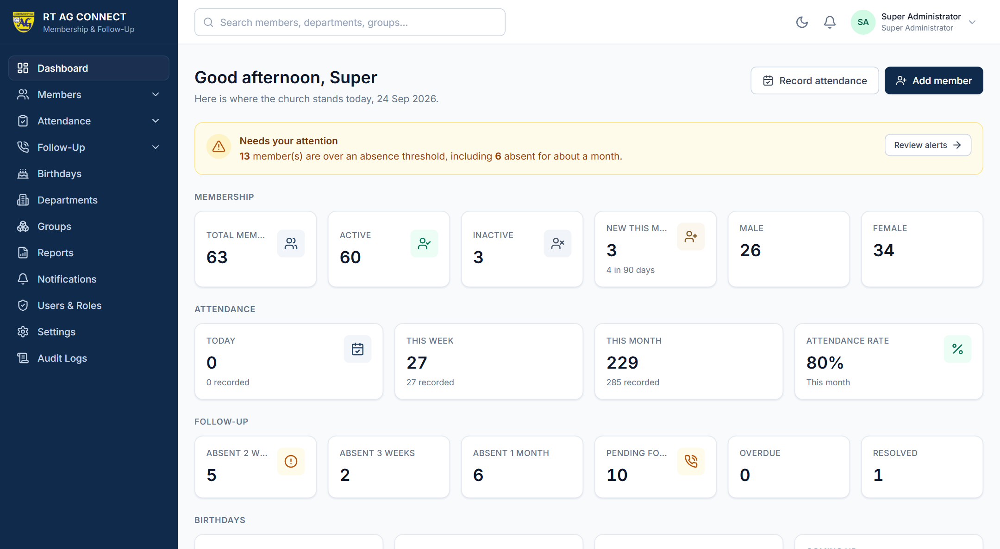 ASSEMBLIES OF GOD
AG
RT AG CONNECT
Membership & Follow-Up
Search members, departments, groups...
SA
Super Administrator
Super Administrator
Dashboard
Members
Attendance
Follow-Up
Birthdays
Departments
Groups
Reports
Notifications
Users & Roles
Settings
Audit Logs
Good afternoon, Super
Here is where the church stands today, 24 Sep 2026.
Record attendance
Add member
Needs your attention
13 member(s) are over an absence threshold, including 6 absent for about a month.
Review alerts
MEMBERSHIP
TOTAL MEM...
63
ACTIVE
60
INACTIVE
3
NEW THIS M...
3
4 in 90 days
MALE
26
FEMALE
34
ATTENDANCE
TODAY
0
0 recorded
THIS WEEK
27
27 recorded
THIS MONTH
229
285 recorded
ATTENDANCE RATE
80%
This month
FOLLOW-UP
ABSENT 2 W...
5
ABSENT 3 WEEKS
2
ABSENT 1 MONTH
6
PENDING FO...
10
OVERDUE
0
RESOLVED
1
BIRTHDAYS